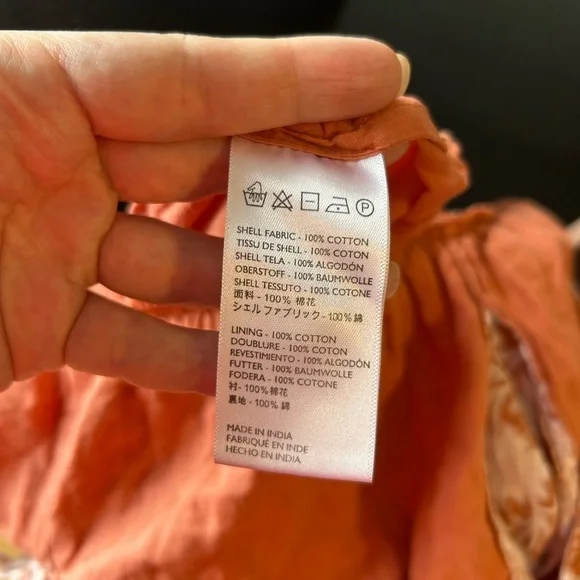 P
SHELL FABRIC - 100% COTTON
TISSU DE SHELL - 100% COTTON
SHELL TELA - 100% ALGODÓN
OBERSTOFF - 100% BAUMWOLLE
SHELL TESSUTO - 100% COTONE
面料 - 100% 棉花
シェルファブリック - 100% 綿
LINING - 100% COTTON
DOUBLURE - 100% COTTON
REVESTIMIENTO - 100% ALGODÓN
FUTTER - 100% BAUMWOLLE
FODERA - 100% COTONE
衬 - 100% 棉花
裏地 - 100% 綿
MADE IN INDIA
FABRIQUÉ EN INDE
HECHO EN INDIA